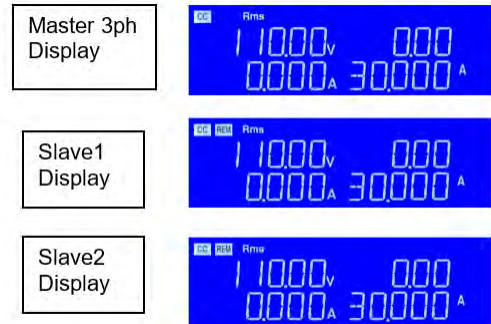 Master 3ph
Display
CC Rms
110.00V 0.00
0.000A 30.000 A
Slave1
Display
CC REM Rms
110.00V 0.00
0.000A 30.000 A
Slave2
Display
CC REM Rms
110.00V 0.00
0.000A 30.000 A